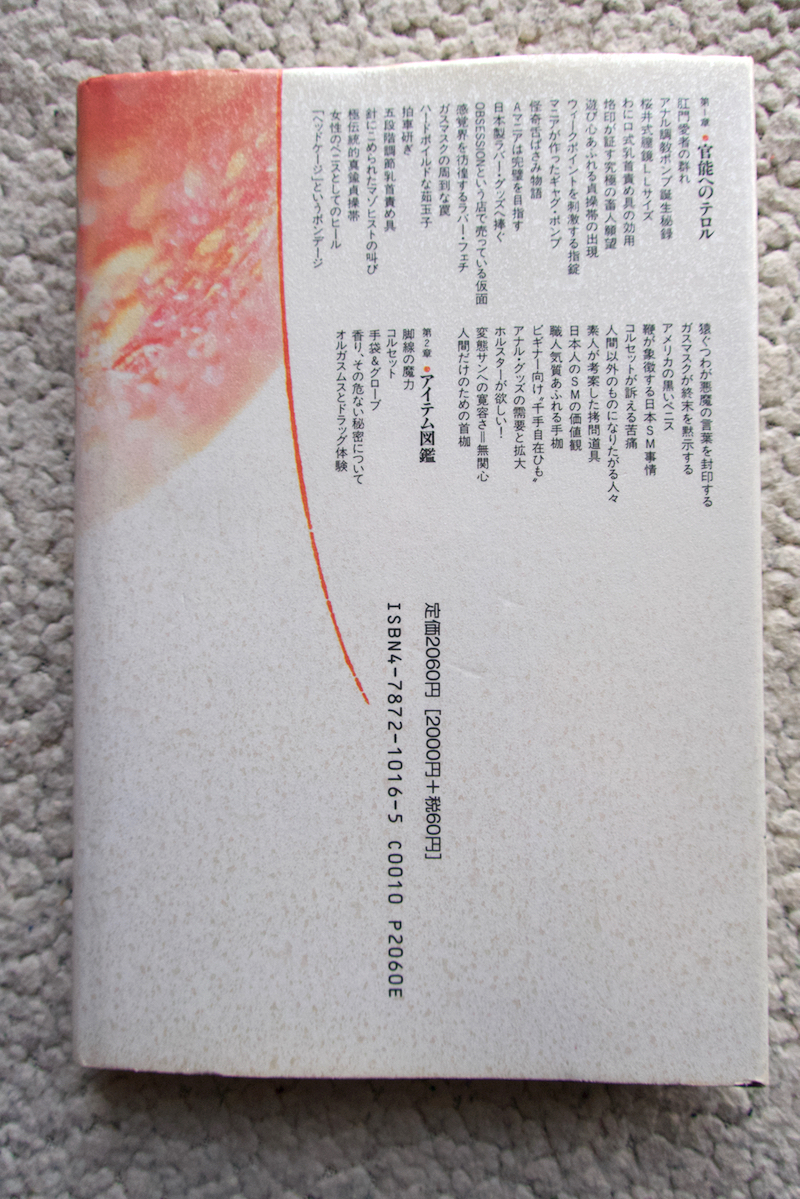 第1章●官能へのテロル
肛門愛者の群れ
アナル調教ポンプ誕生秘録
桜井式膣鏡LLサイズ
わに口式乳首責め具の効用
烙印が証す究極の畜人願望
遊び心あふれる貞操帯の出現
ウィークポイントを刺激する指錠
マニアが作ったギャグ・ポンプ
怪奇舌ばさみ物語
Aマニアは完璧を目指す
日本製ラバー・グッズへ捧ぐ
OBSESSIONという店で売っている仮面
感覚界を彷徨するラバー・フェチ
ガスマスクの周到な罠
ハードボイルドな茹玉子
拍車研ぎ
五段階調節乳首責め具
針にこめられたマゾヒストの叫び
極伝統的真鍮貞操帯
女性のペニスとしてのヒール
「ヘッドケージ」というボンデージ
猿ぐつわが悪魔の言葉を封印する
ガスマスクが終末を黙示する
アメリカの黒いペニス
鞭が象徴する日本SM事情
コルセットが訴える苦痛
人間以外のものになりたがる人々
素人が考案した拷問道具
日本人のSMの価値観
職人気質あふれる手枷
ビギナー向け〝千手自在ひも〟
アナル・グッズの需要と拡大
ホルスターが欲しい！
変態サンへの寛容さ＝無関心
人間だけのための首枷
第2章●アイテム図鑑
脚線の魔力
コルセット
手袋&グローブ
香り、その危ない秘密について
オルガスムスとドラッグ体験
定価2060円［2000円＋税60円］
ISBN4-7872-1016-5 C0010 P2060E